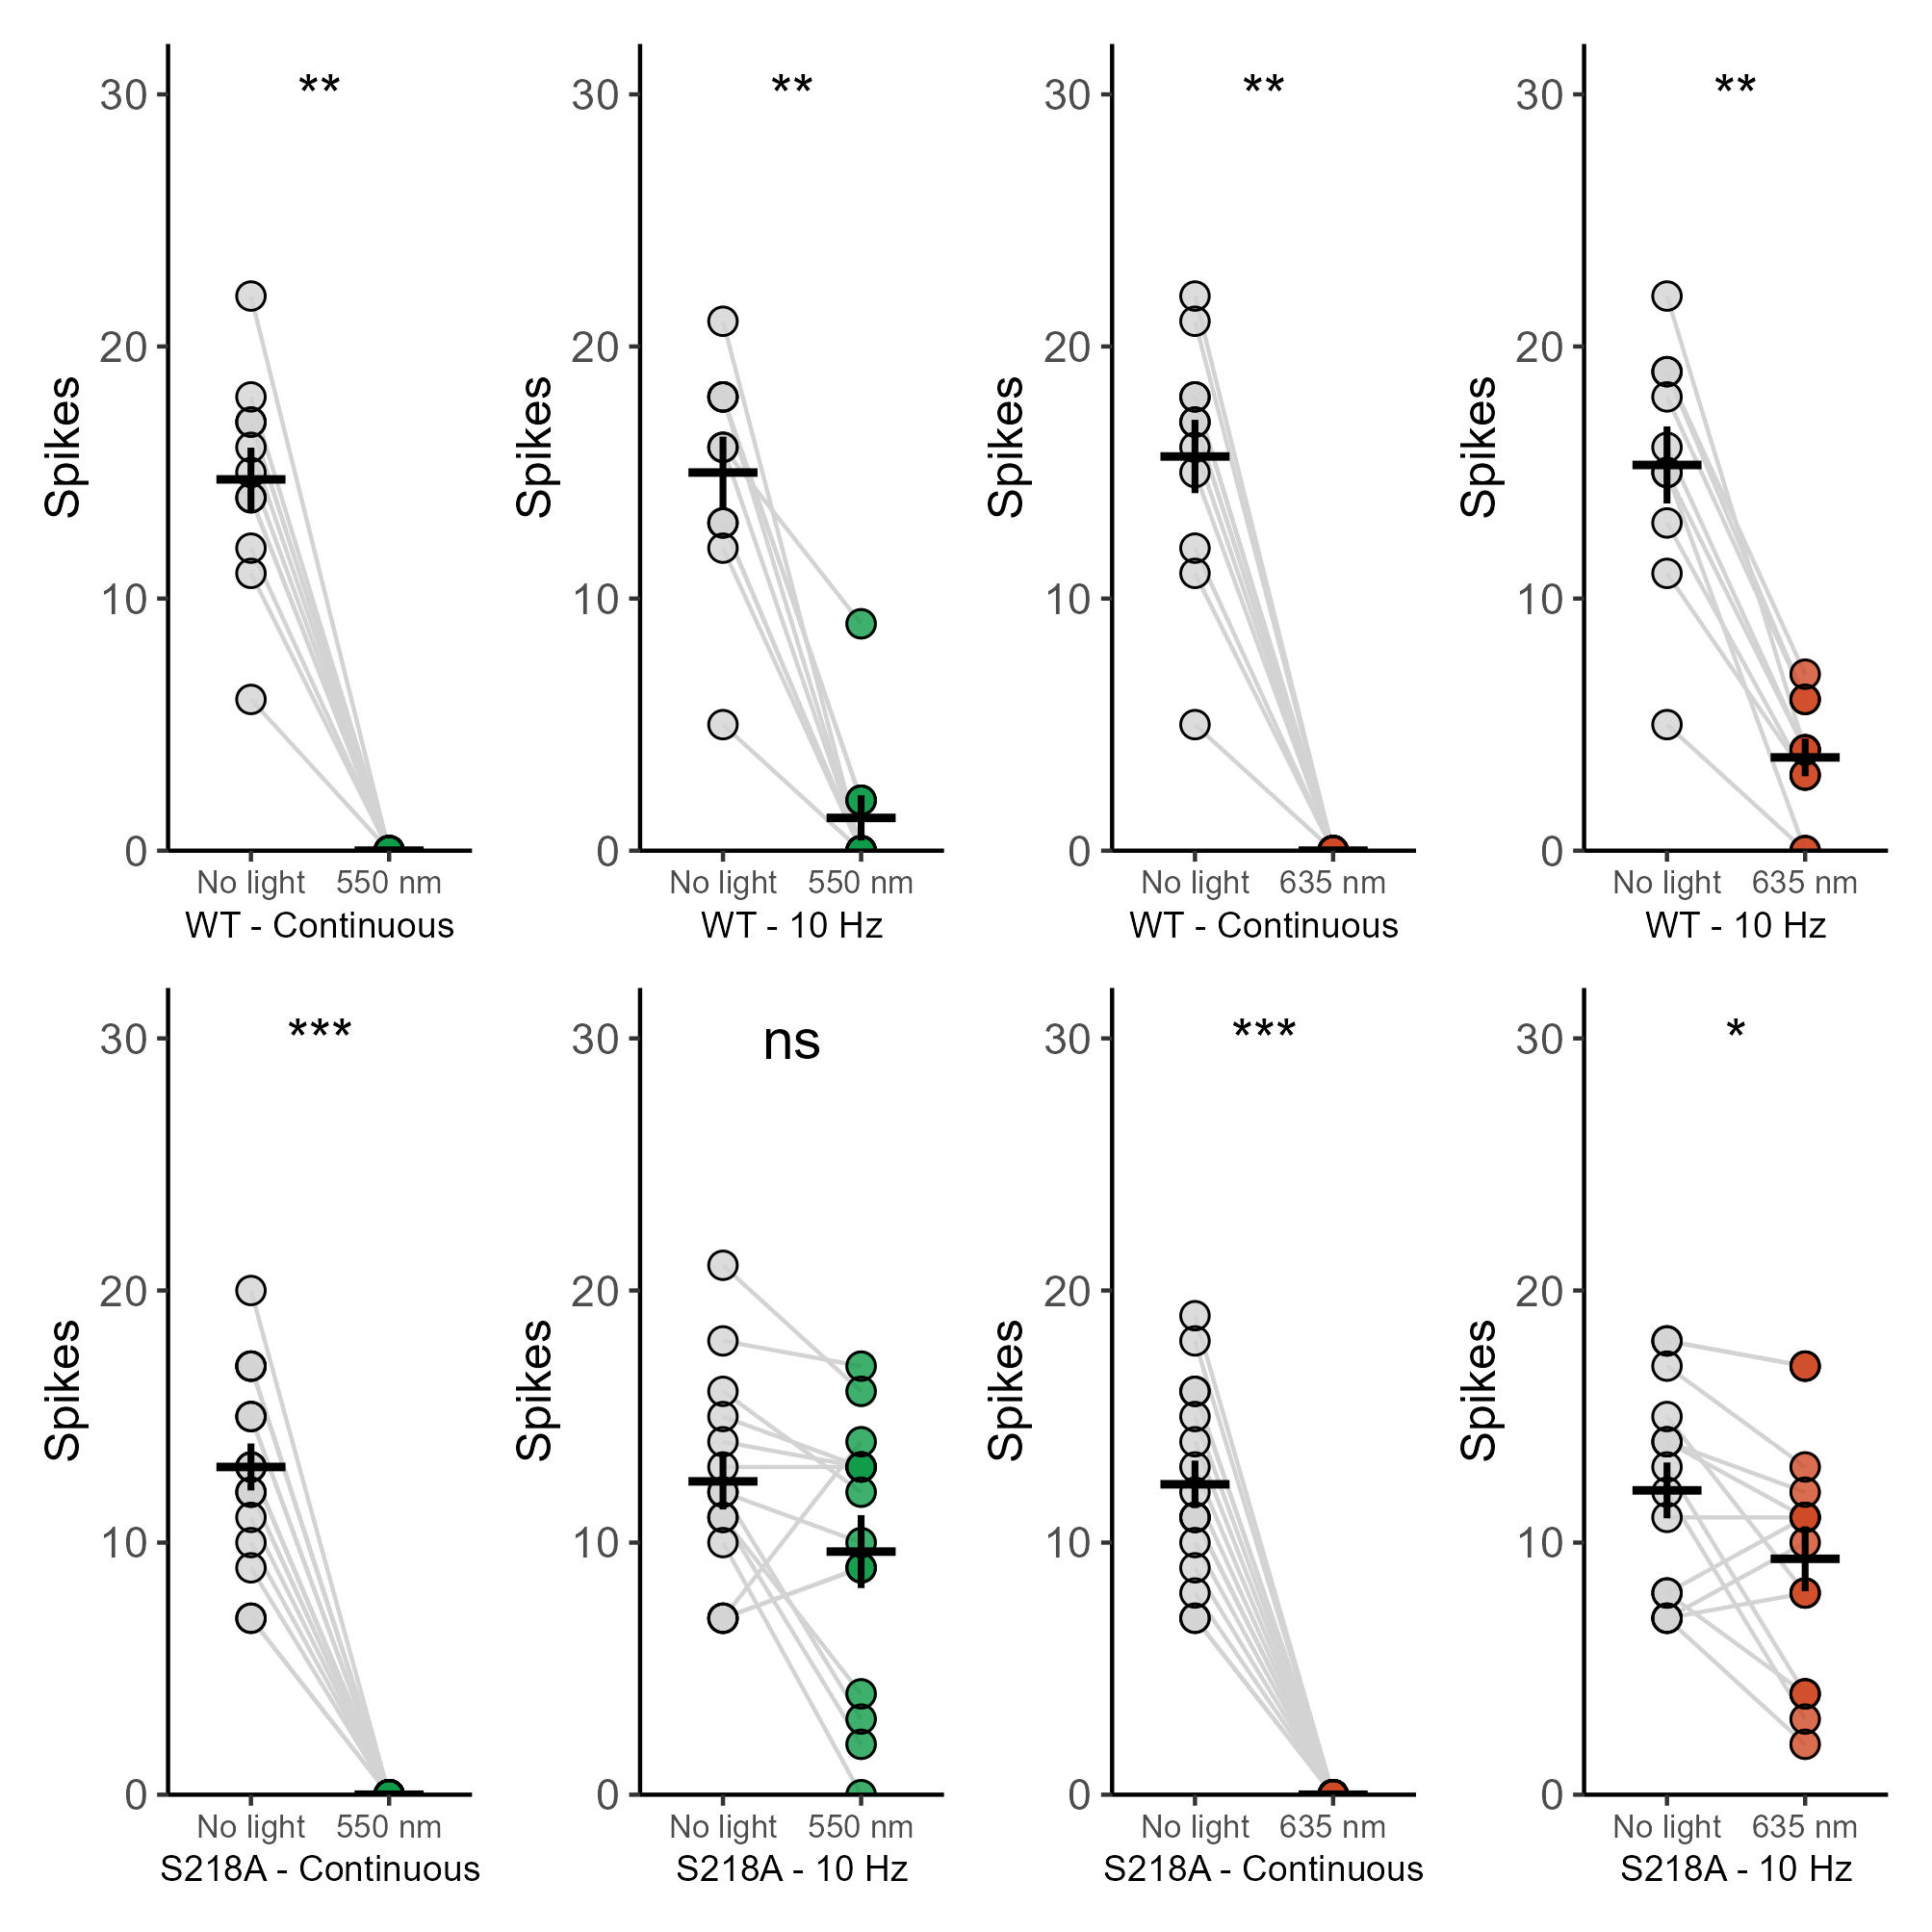 ** ** ** **
30 30 30 30
20 20 20 20
Spikes Spikes Spikes Spikes
10 10 10 10
0 0 0 0
No light 550 nm No light 550 nm No light 635 nm No light 635 nm
WT - Continuous WT - 10 Hz WT - Continuous WT - 10 Hz
*** ns *** *
30 30 30 30
20 20 20 20
Spikes Spikes Spikes Spikes
10 10 10 10
0 0 0 0
No light 550 nm No light 550 nm No light 635 nm No light 635 nm
S218A - Continuous S218A - 10 Hz S218A - Continuous S218A - 10 Hz